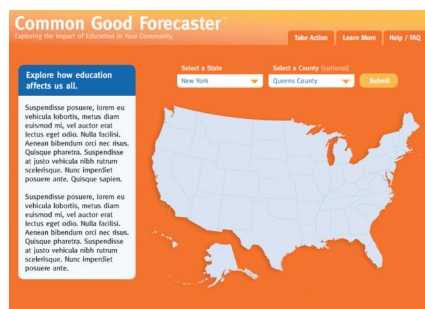 Common Good Forecaster™
Exploring the Impact of Education in Your Community
Take Action
Learn More
Help / FAQ
Explore how education
affects us all.
Select a State
Select a County (optional)
New York
Queens County
Submit
Suspendisse posuere, lorem eu
vehicula lobortis, metus diam
euismod mi, vel auctor erat
lectus eget odio. Nulla facilisi.
Aenean bibendum orci nec risus.
Quisque pharetra. Suspendisse
at justo vehicula nibh rutrum
scelerisque. Nunc imperdiet
posuere ante. Quisque sapien.
Suspendisse posuere, lorem eu
vehicula lobortis, metus diam
euismod mi, vel auctor erat
lectus eget odio. Nulla facilisi.
Aenean bibendum orci nec risus.
Quisque pharetra. Suspendisse
at justo vehicula nibh rutrum
scelerisque. Nunc imperdiet
posuere ante.